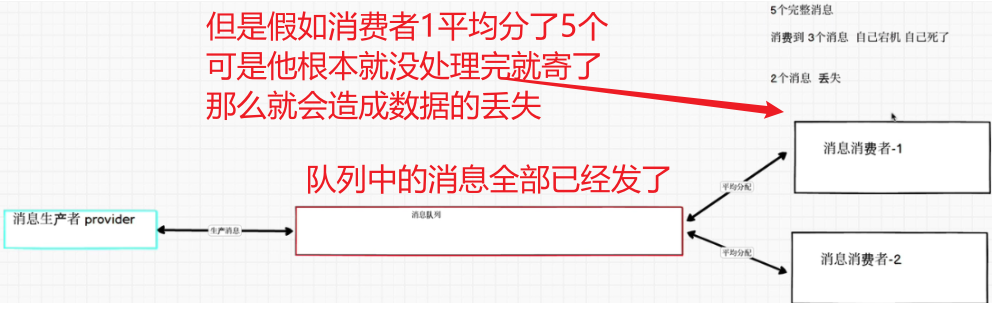 但是假如消费者1平均分了5个
可是他根本就没处理完就寄了
那么就会造成数据的丢失
5个完整消息
消费到 3个消息 自己宕机 自己死了
2个消息 丢失
队列中的消息全部已经发了
消息生产者 provider
生产消息
消息队列
平均分配
平均分配
消息消费者-1
消息消费者-2